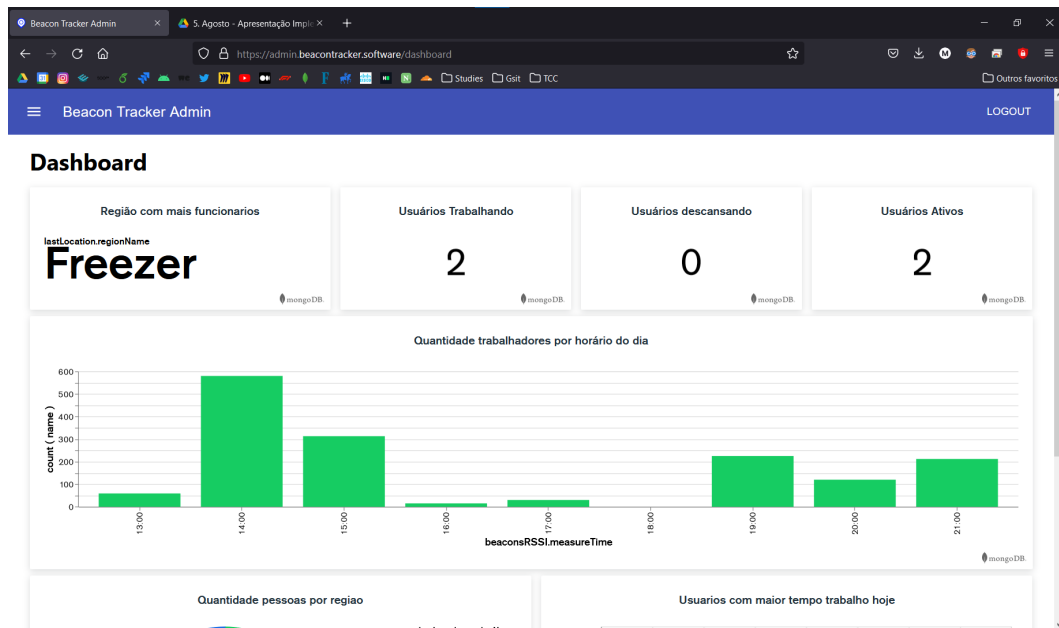 Beacon Tracker Admin
5. Agosto - Apresentação Imple
https://admin.beacontracker.software/dashboard
Studies
Gsit
TCC
Outros favoritos
Beacon Tracker Admin
LOGOUT
Dashboard
Região com mais funcionarios
lastLocation.regionName
Freezer
mongoDB.
Usuários Trabalhando
2
mongoDB.
Usuários descansando
0
mongoDB.
Usuários Ativos
2
mongoDB.
Quantidade trabalhadores por horário do dia
count ( name )
600
500
400
300
200
100
0
13:00
14:00
15:00
16:00
17:00
18:00
19:00
20:00
21:00
beaconsRSSI.measureTime
mongoDB.
Quantidade pessoas por regiao
Usuarios com maior tempo trabalho hoje